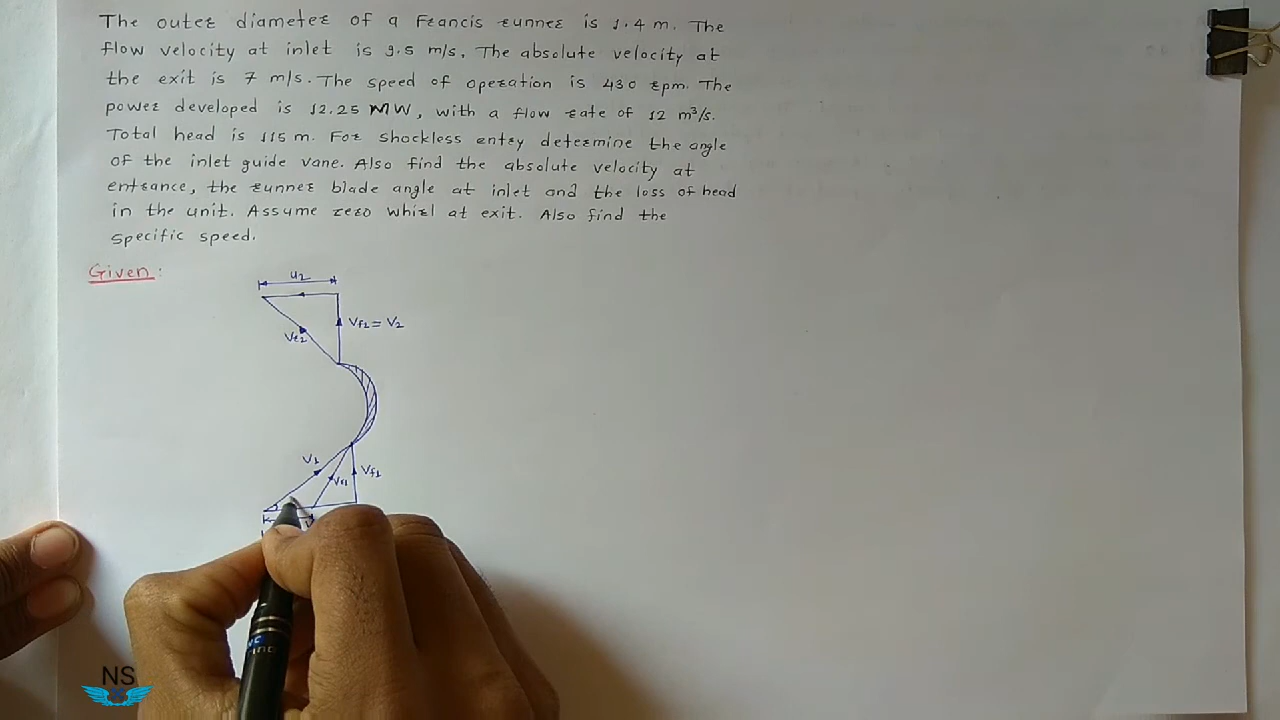 The outer diameter of a Francis runner is 1.4 m. The
flow velocity at inlet is 9.5 m/s. The absolute velocity at
the exit is 7 m/s. The speed of operation is 430 rpm. The
power developed is 12.25 MW, with a flow rate of 12 m³/s.
Total head is 115 m. For shockless entry determine the angle
of the inlet guide vane. Also find the absolute velocity at
entrance, the runner blade angle at inlet and the loss of head
in the unit. Assume zero whirl at exit. Also find the
specific speed.
Given:
u2
Vf2 = V2
Vr2
V1
Vr1
Vf1
NS